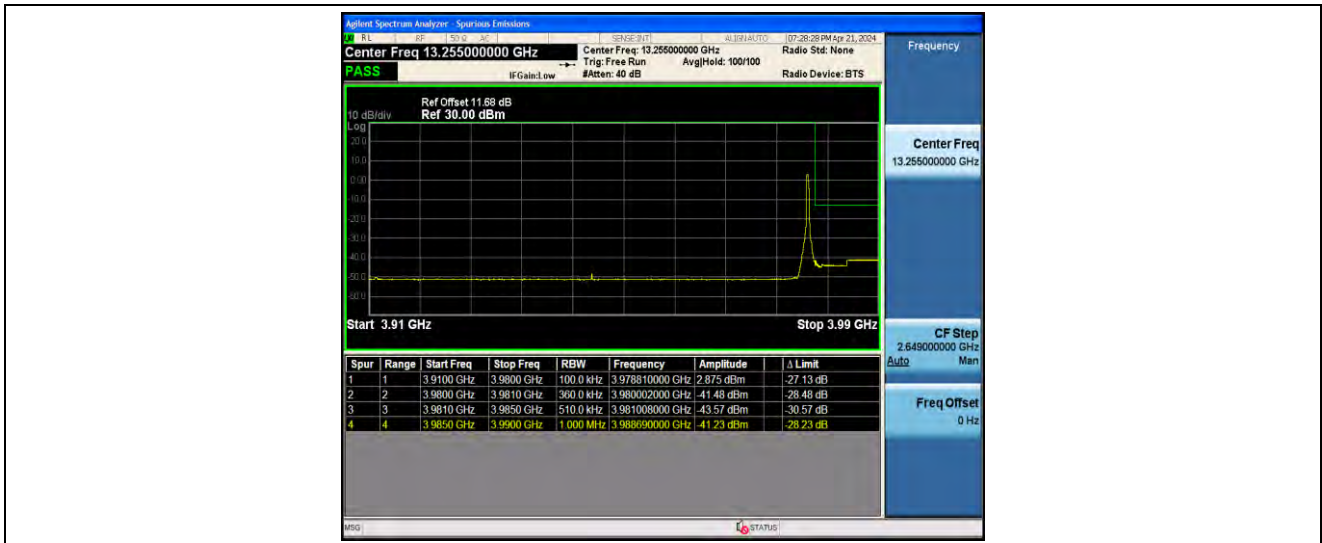 Agilent Spectrum Analyzer - Spurious Emissions
RL RF 50 Ω AC SENSE:INT ALIGN AUTO 07:28:28 PM Apr 21, 2024
Center Freq 13.255000000 GHz
Center Freq: 13.255000000 GHz
Radio Std: None
Trig: Free Run Avg|Hold: 100/100
PASS
IFGain:Low
#Atten: 40 dB
Radio Device: BTS
Frequency
Ref Offset 11.68 dB
10 dB/div Ref 30.00 dBm
Log
20.0
10.0
0.00
-10.0
-20.0
-30.0
-40.0
-50.0
-60.0
Start 3.91 GHz Stop 3.99 GHz
Center Freq
13.255000000 GHz
CF Step
2.649000000 GHz
Auto Man
Freq Offset
0 Hz
Spur Range Start Freq Stop Freq RBW Frequency Amplitude Δ Limit
1 1 3.9100 GHz 3.9800 GHz 100.0 kHz 3.978810000 GHz 2.875 dBm -27.13 dB
2 2 3.9800 GHz 3.9810 GHz 360.0 kHz 3.980002000 GHz -41.48 dBm -28.48 dB
3 3 3.9810 GHz 3.9850 GHz 510.0 kHz 3.981008000 GHz -43.57 dBm -30.57 dB
4 4 3.9850 GHz 3.9900 GHz 1.000 MHz 3.988690000 GHz -41.23 dBm -28.23 dB
MSG STATUS